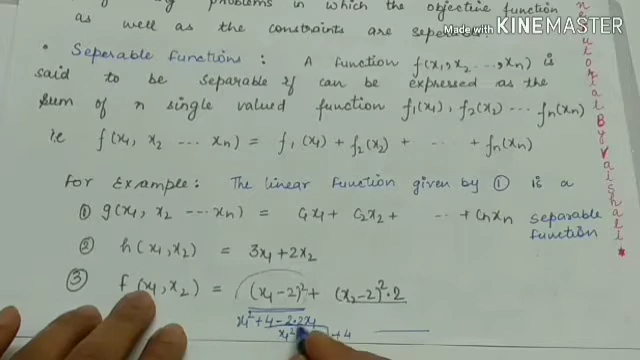 problems in which the objective function
as well as the constraints are
Made with KINEMASTER
• Seperable Functions : A function f(x₁, x₂ ..., xn) is
said to be separable if can be expressed as the
sum of n single valued function f₁(x₁), f₂(x₂) --- fn(xn)
ie f(x₁, x₂ ... xn) = f₁(x₁) + f₂(x₂) + ... + fn(xn)
For Example: The linear function given by ① is a
① g(x₁, x₂ --- xn) = c₁x₁ + c₂x₂ + ... + cnxn separable
function
② h(x₁, x₂) = 3x₁ + 2x₂
③ f(x₁, x₂) = (x₁-2)² + (x₂-2)²·2
x₁² + 4 - 2·2x₁
x₁² + 4
By Vaishali